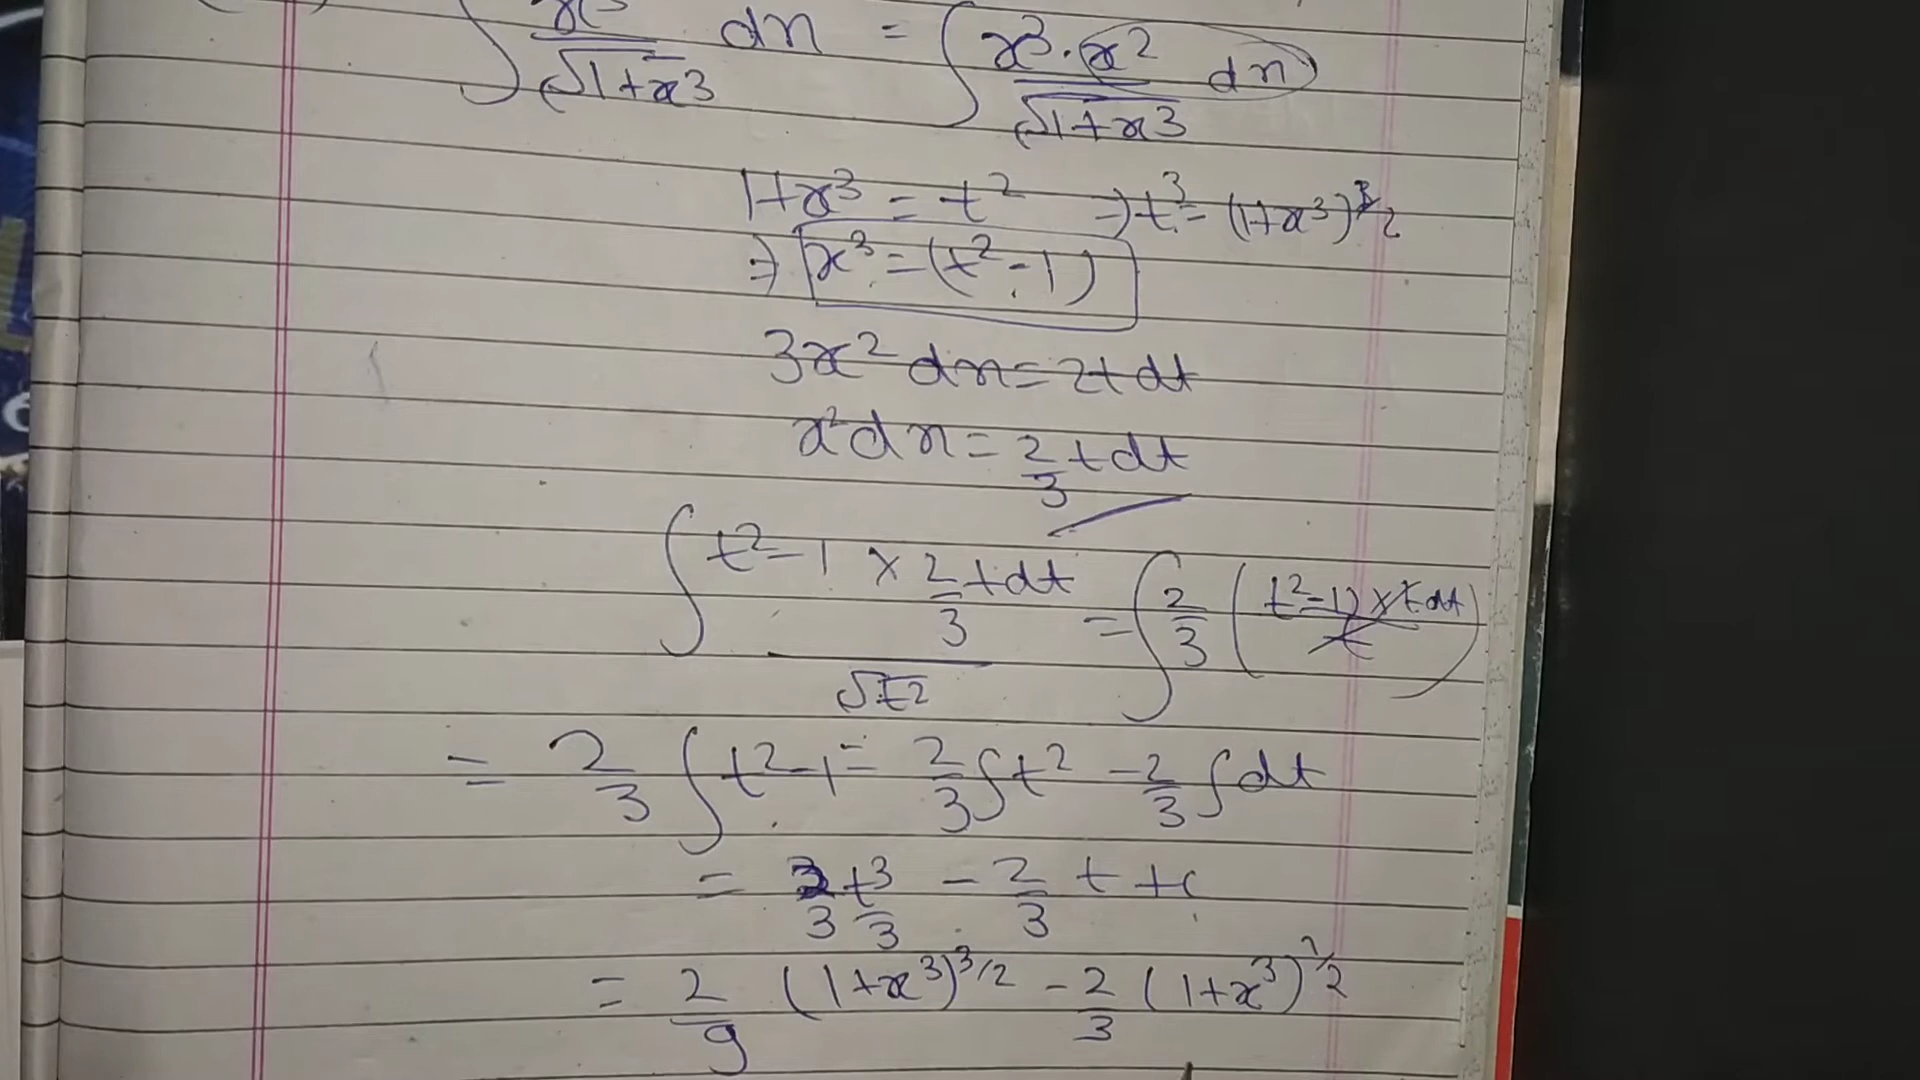 ∫ x⁵/√(1+x³) dx = ∫ x³·x²/√(1+x³) dx
1+x³ = t² ⇒ t³ = (1+x³)^3/2
⇒ x³ = (t²-1)
3x² dx = 2t dt
x² dx = 2/3 t dt
∫ t²-1 × 2/3 t dt / √t² = ∫ 2/3 ( t²-1) × t dt / t )
= 2/3 ∫ t²-1 = 2/3 ∫ t² - 2/3 ∫ dt
= 2/3 t³/3 - 2/3 t + c
= 2/9 (1+x³)^3/2 - 2/3 (1+x³)^1/2